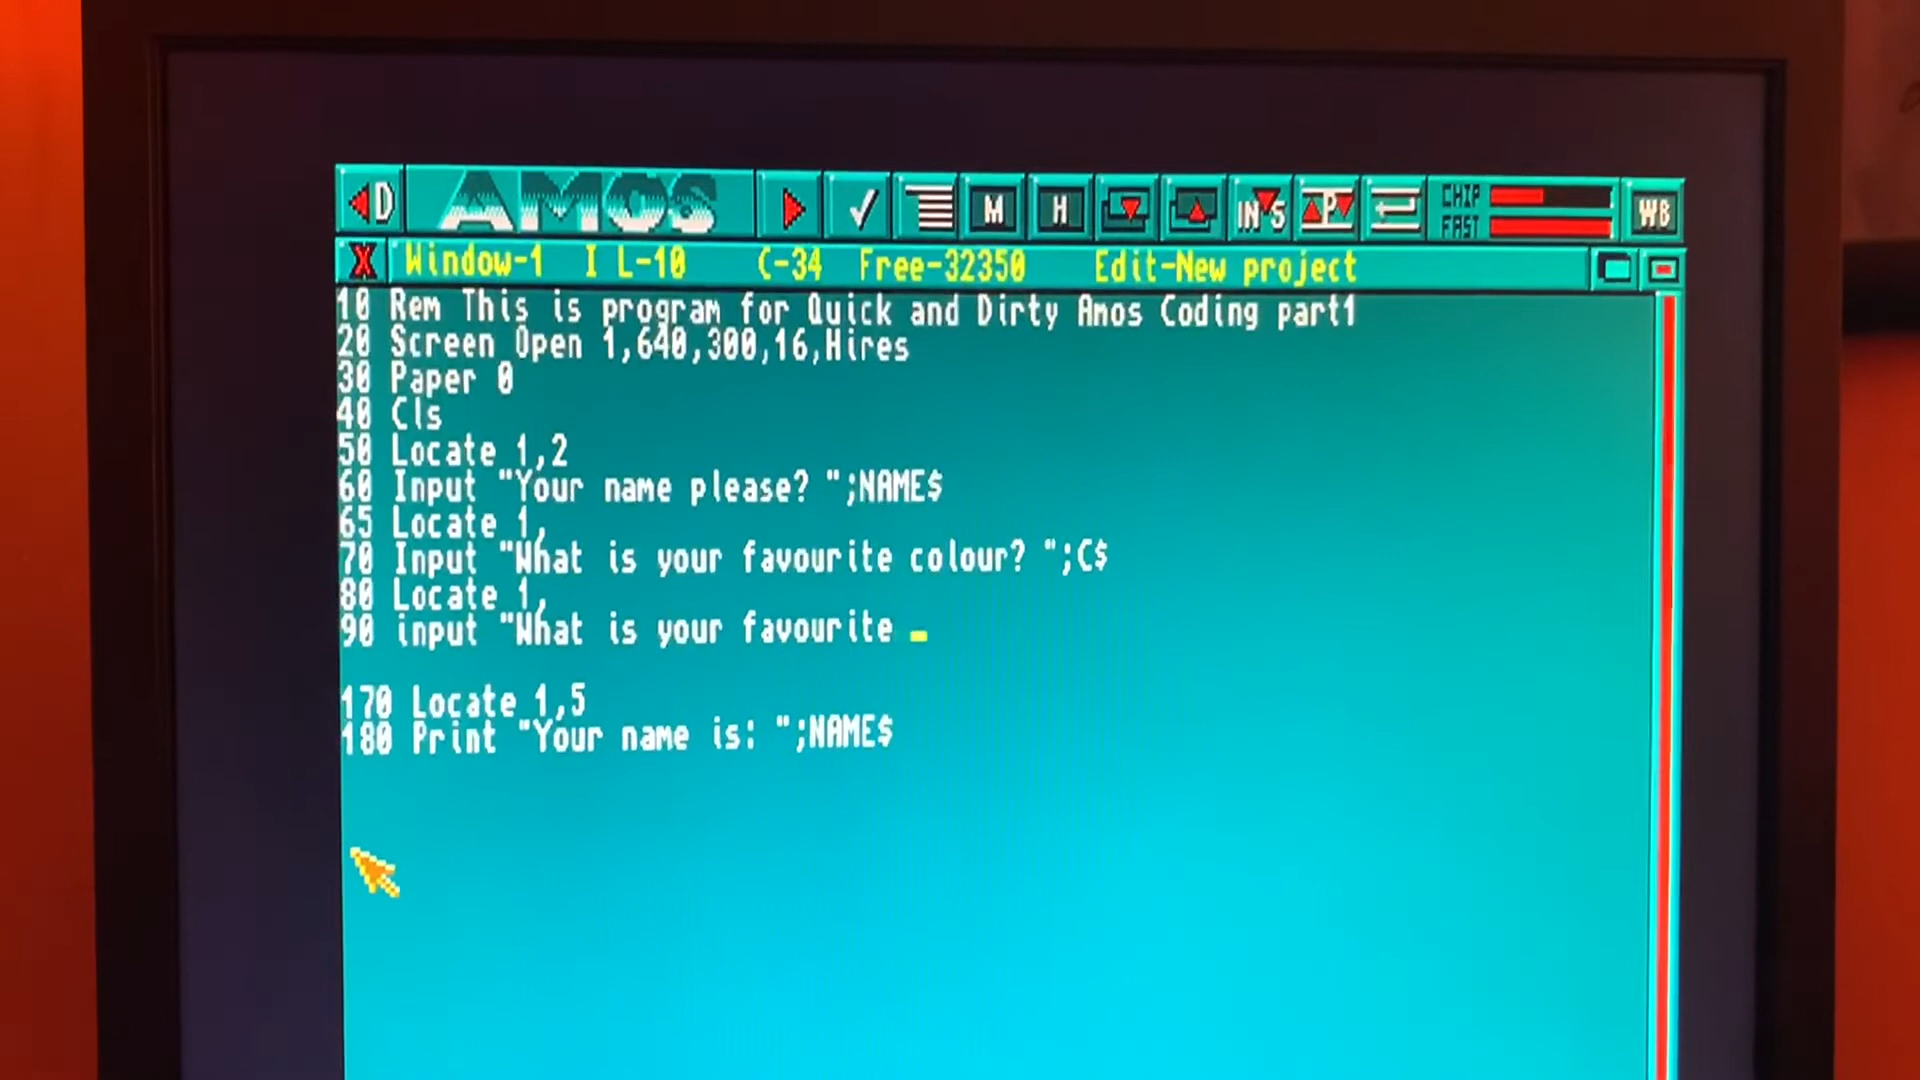 D AMOS M H INS P CHIP FAST WB
X Window-1 I L-10 C-34 Free-32350 Edit-New project
10 Rem This is program for Quick and Dirty Amos Coding part1
20 Screen Open 1,640,300,16,Hires
30 Paper 0
40 Cls
50 Locate 1,2
60 Input "Your name please? ";NAME$
65 Locate 1,
70 Input "What is your favourite colour? ";C$
80 Locate 1,
90 input "What is your favourite
170 Locate 1,5
180 Print "Your name is: ";NAME$